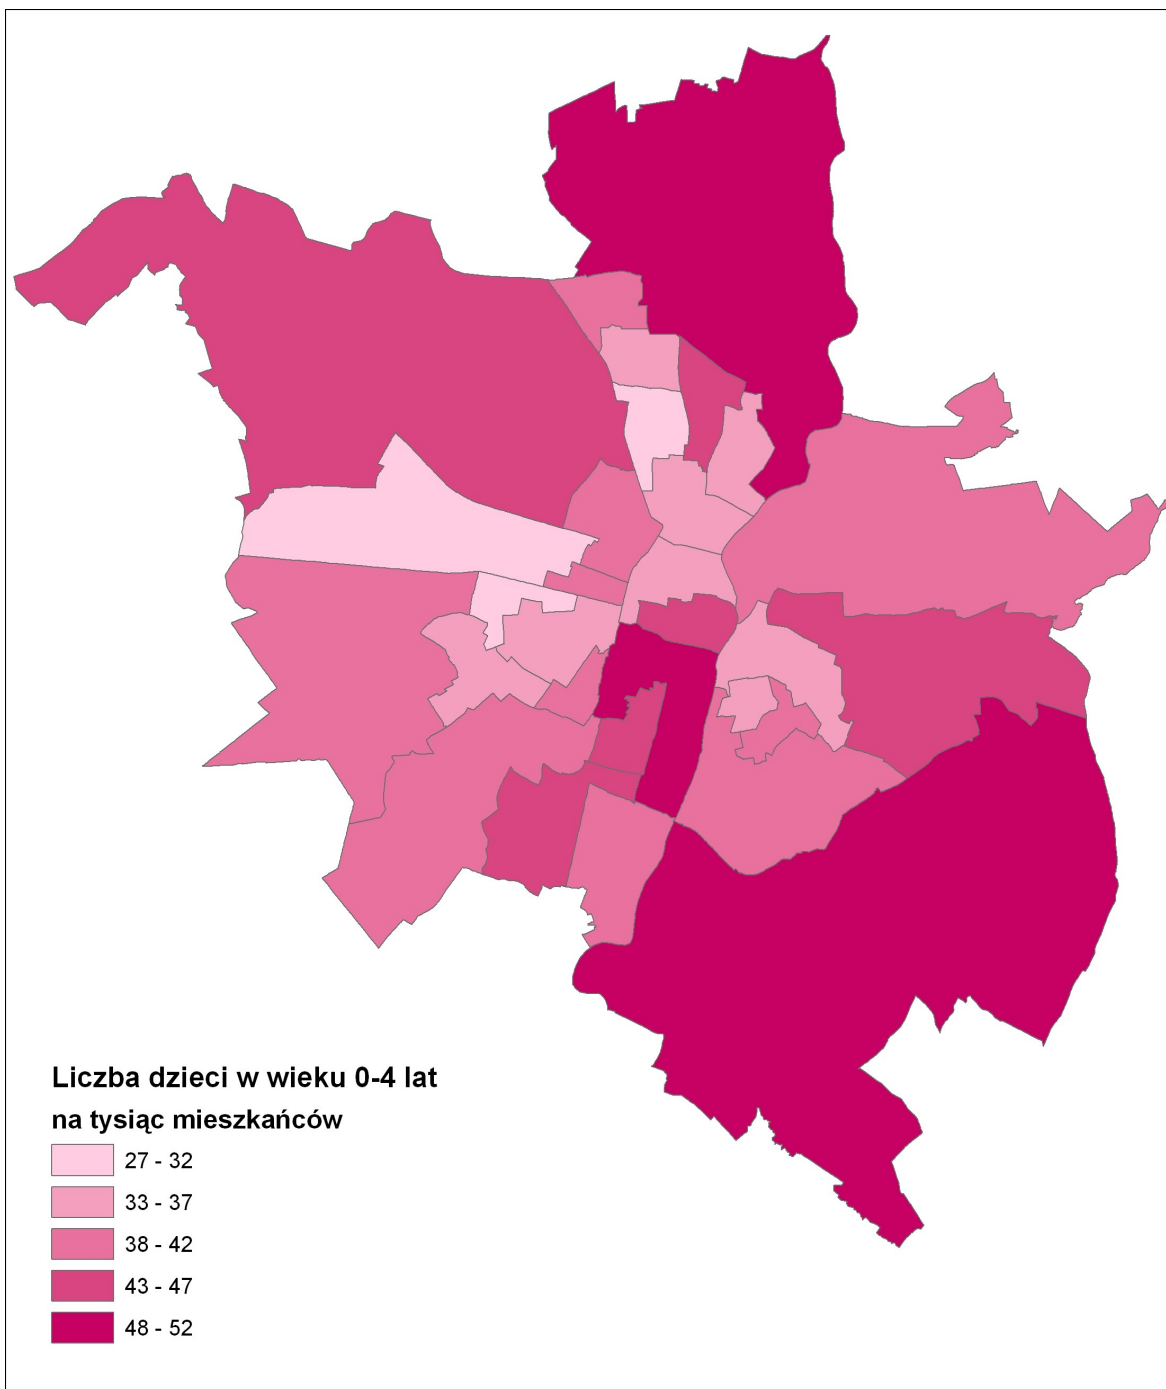 Liczba dzieci w wieku 0-4 lat
na tysiąc mieszkańców
27 - 32
33 - 37
38 - 42
43 - 47
48 - 52